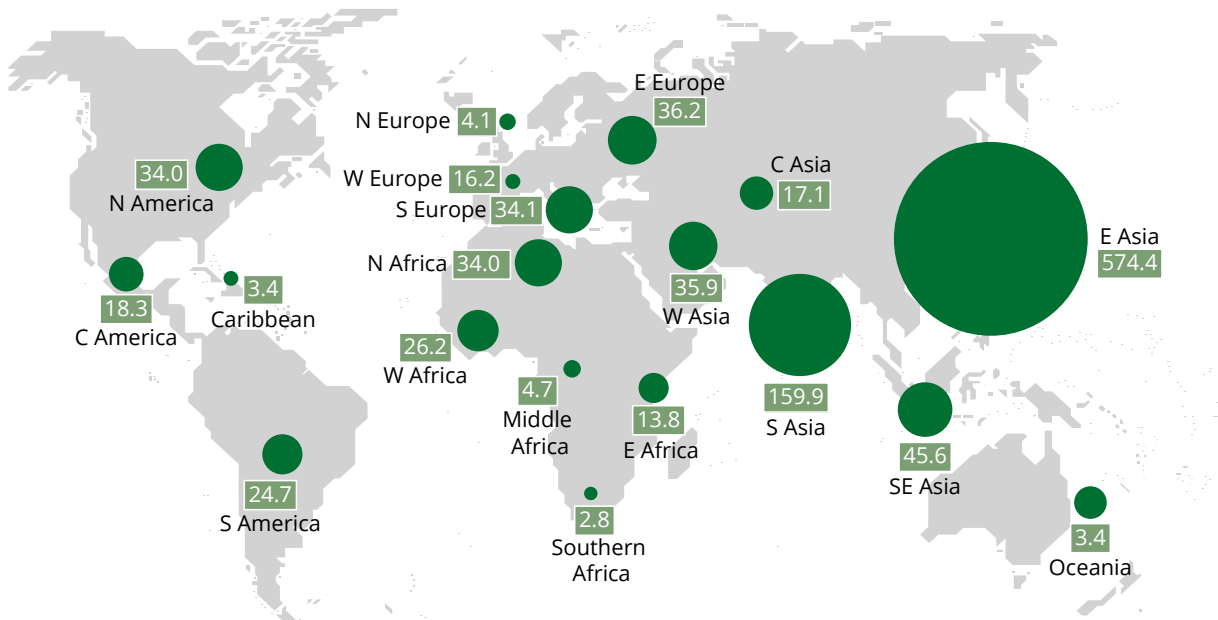 E Europe
36.2
N Europe 4.1
C Asia
17.1
34.0
N America
W Europe 16.2
S Europe 34.1
E Asia
574.4
N Africa 34.0
35.9
W Asia
3.4
Caribbean
18.3
C America
26.2
W Africa
4.7
Middle
Africa
13.8
E Africa
159.9
S Asia
45.6
SE Asia
24.7
S America
2.8
Southern
Africa
3.4
Oceania